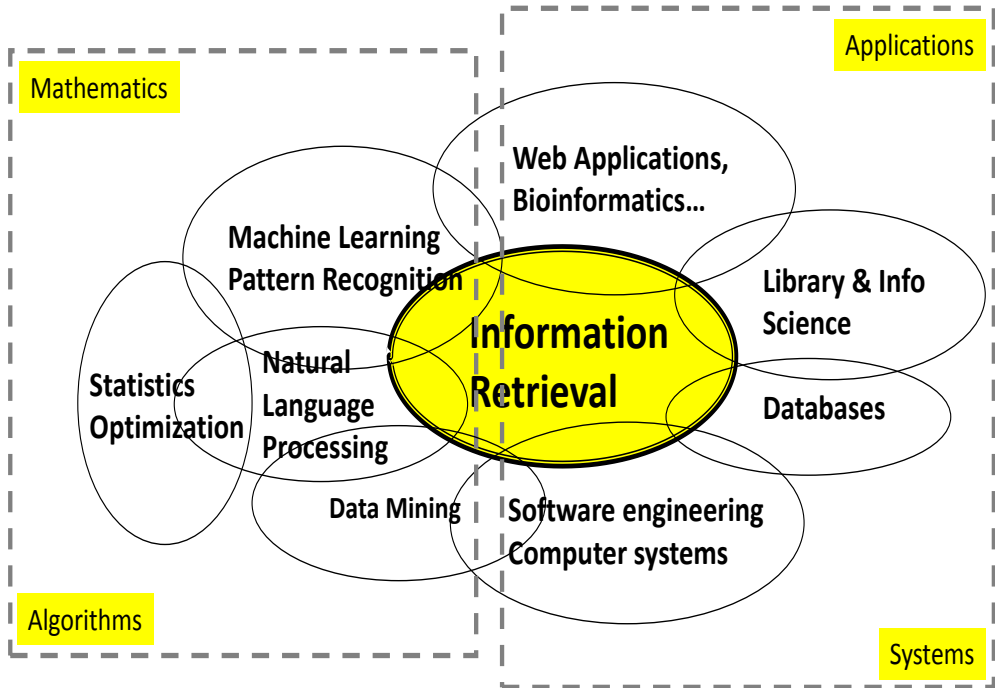 Applications
Mathematics
Web Applications,
Bioinformatics…
Machine Learning
Pattern Recognition
Library & Info
Science
Information
Retrieval
Natural
Language
Processing
Statistics
Optimization
Databases
Data Mining
Software engineering
Computer systems
Algorithms
Systems